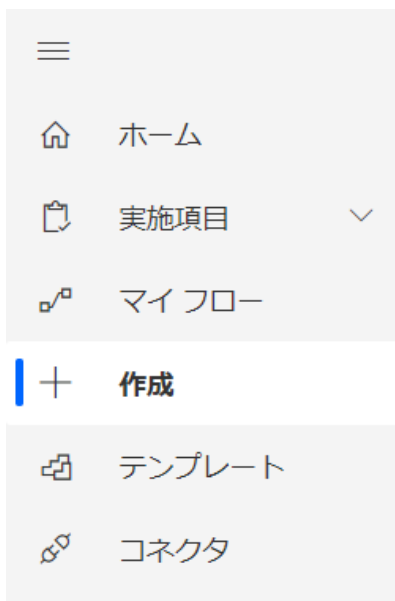 ホーム
実施項目
マイ フロー
作成
テンプレート
コネクタ